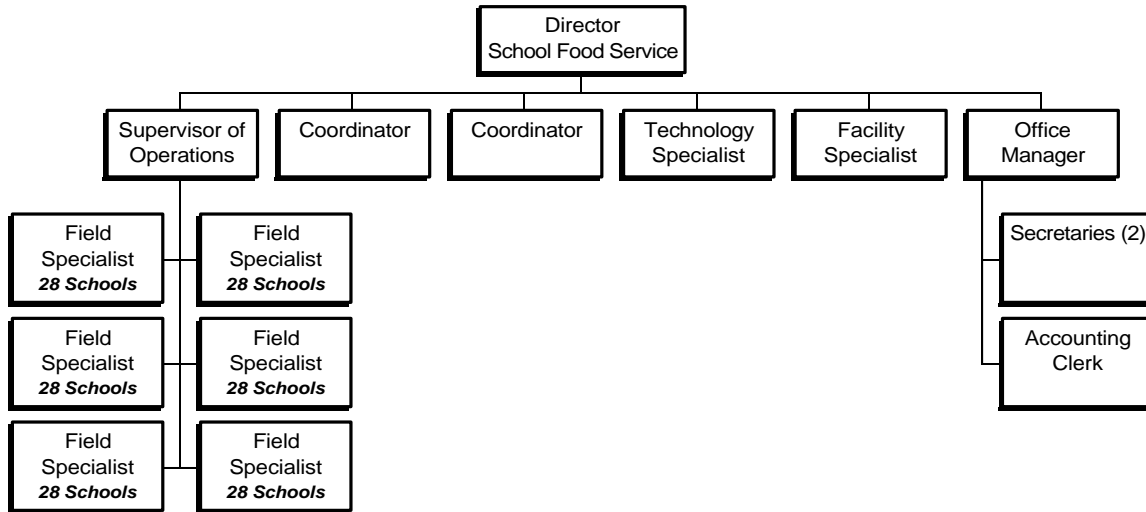 Director
School Food Service
Supervisor of
Operations
Coordinator
Coordinator
Technology
Specialist
Facility
Specialist
Office
Manager
Field
Specialist
28 Schools
Field
Specialist
28 Schools
Secretaries (2)
Field
Specialist
28 Schools
Field
Specialist
28 Schools
Accounting
Clerk
Field
Specialist
28 Schools
Field
Specialist
28 Schools